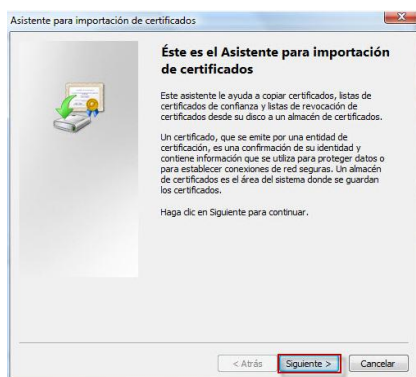 Asistente para importación de certificados
Éste es el Asistente para importación
de certificados
Este asistente le ayuda a copiar certificados, listas de
certificados de confianza y listas de revocación de
certificados desde su disco a un almacén de certificados.
Un certificado, que se emite por una entidad de
certificación, es una confirmación de su identidad y
contiene información que se utiliza para proteger datos o
para establecer conexiones de red seguras. Un almacén
de certificados es el área del sistema donde se guardan
los certificados.
Haga clic en Siguiente para continuar.
< Atrás Siguiente > Cancelar